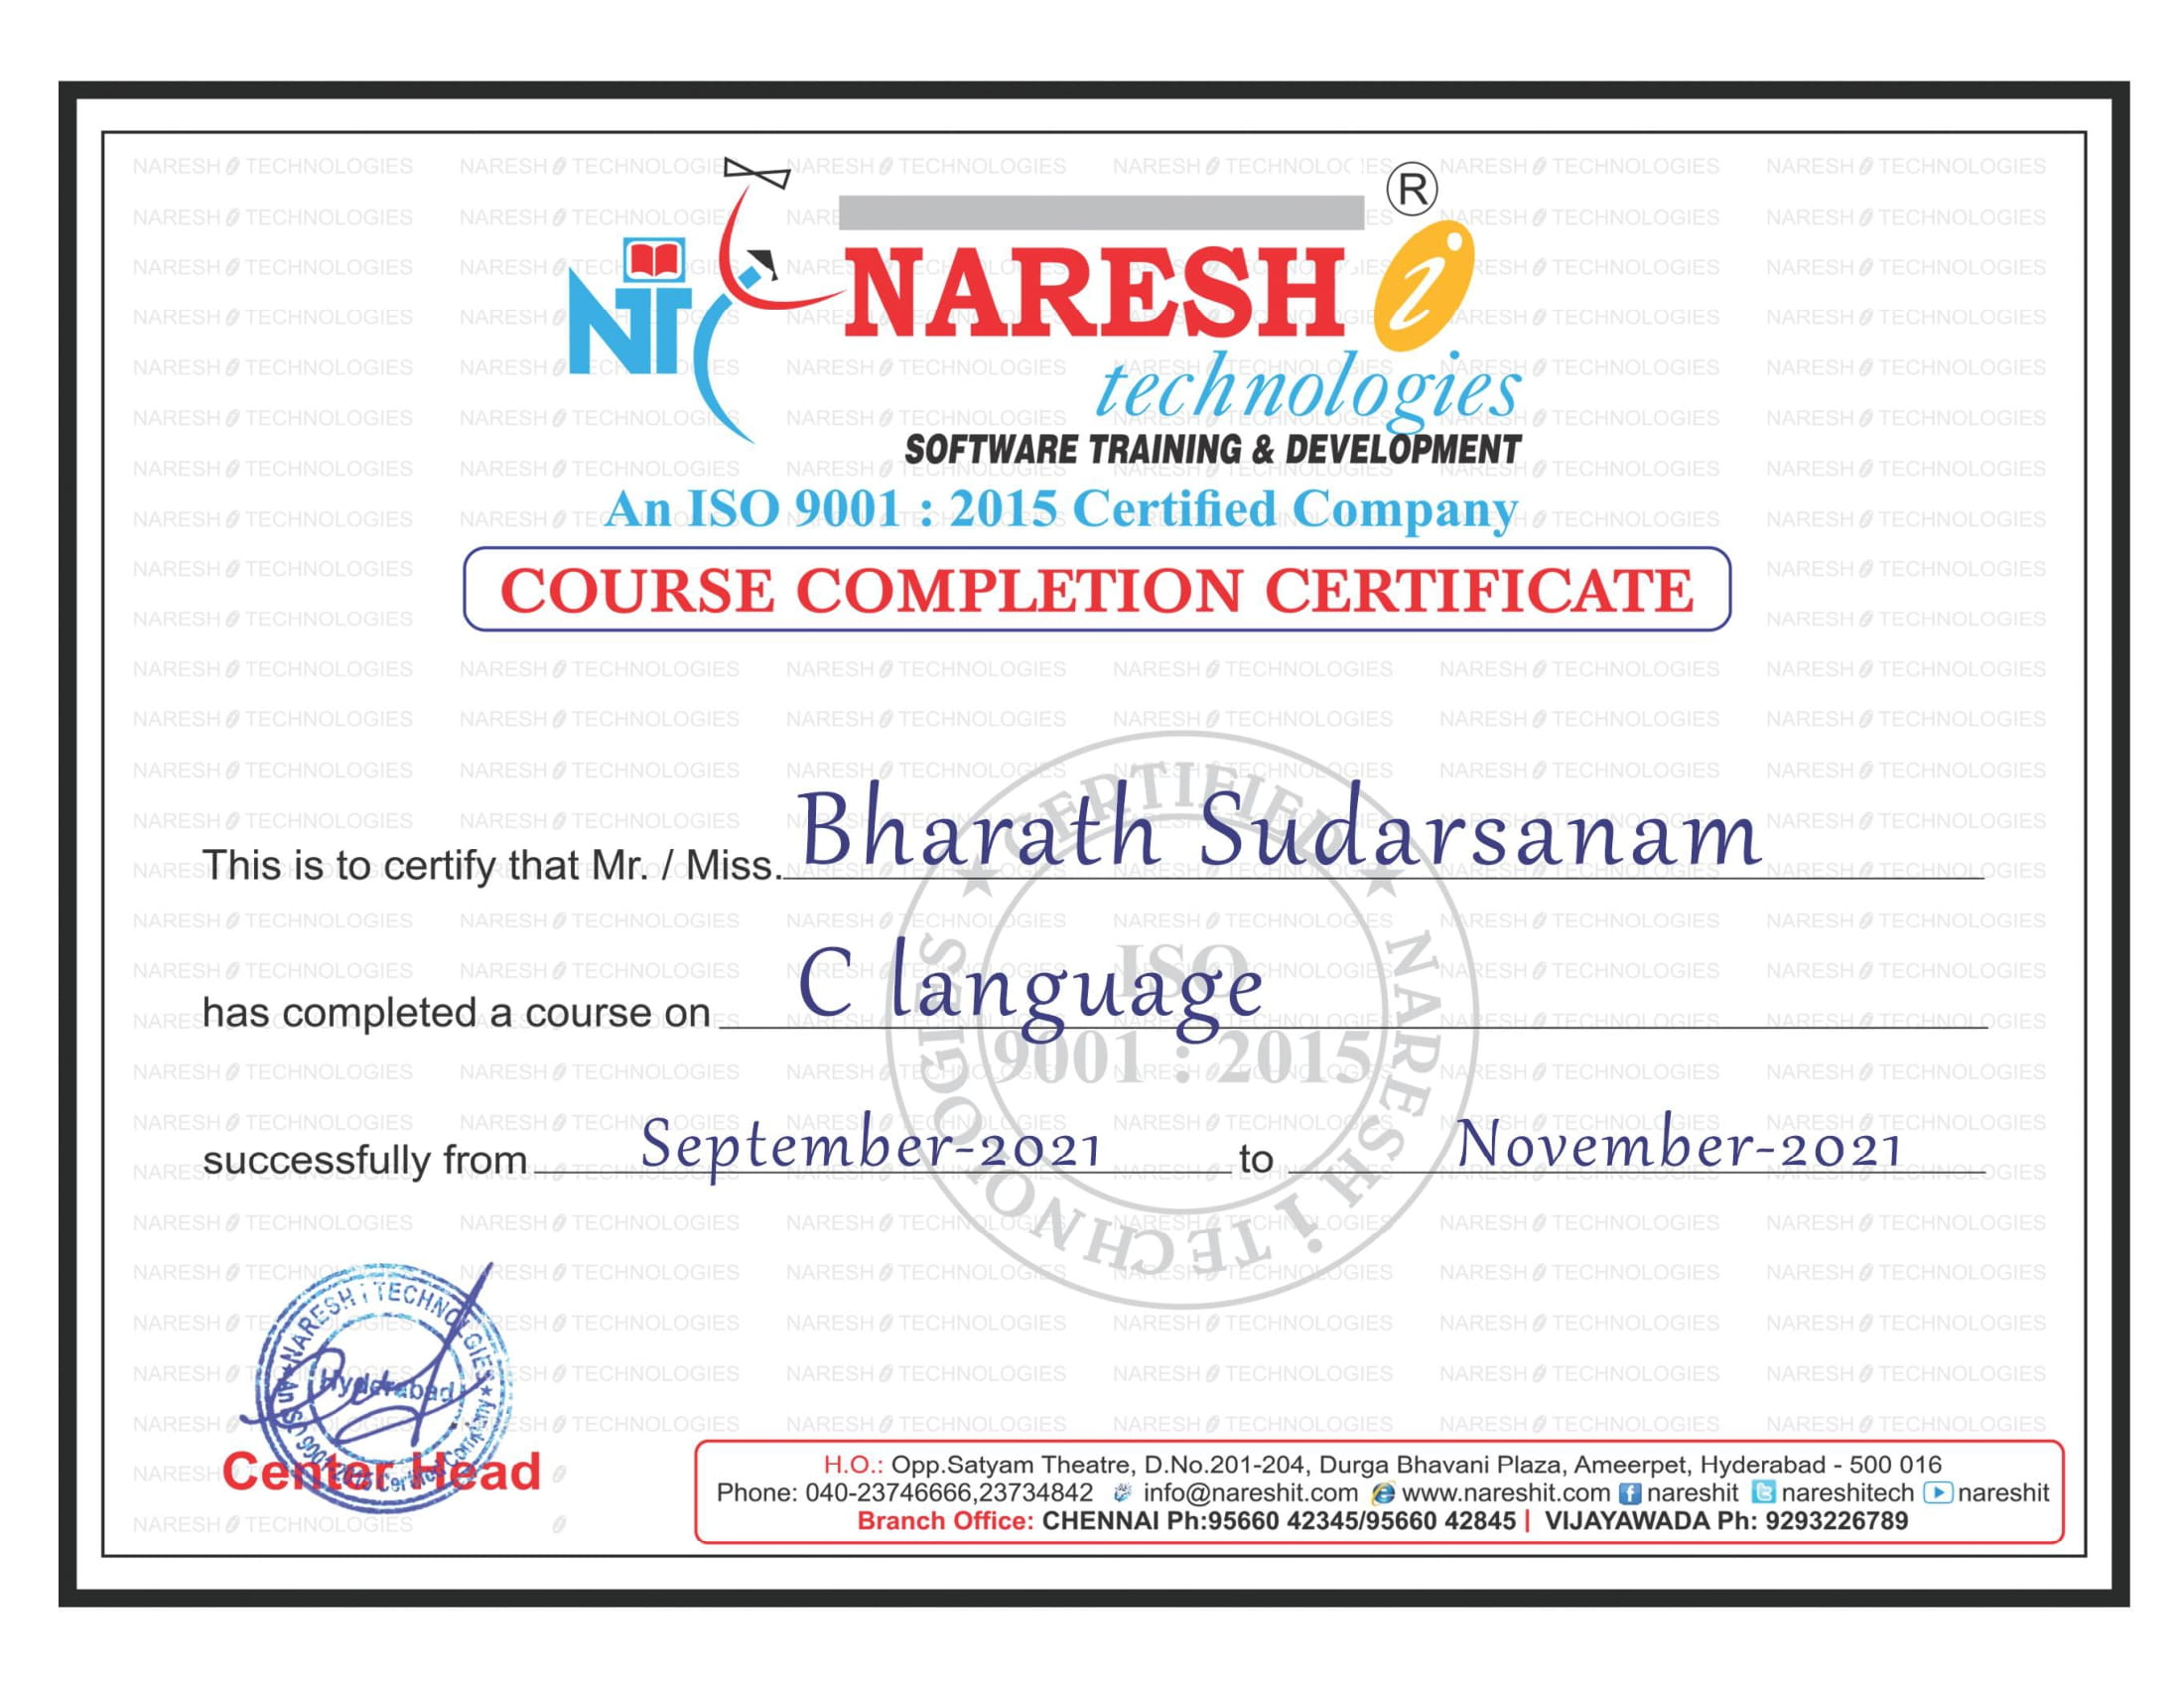 NTC
®
NARESH i
technologies
SOFTWARE TRAINING & DEVELOPMENT
An ISO 9001 : 2015 Certified Company
COURSE COMPLETION CERTIFICATE
This is to certify that Mr. / Miss. Bharath Sudarsanam
has completed a course on C language
successfully from September-2021 to November-2021
CERTIFIED ★ NARESH i TECHNOLOGIES ★
ISO
9001 : 2015
NARESH i TECHNOLOGIES
Hyderabad
An ISO 9001:2015 Certified Company
Center Head
H.O.: Opp.Satyam Theatre, D.No.201-204, Durga Bhavani Plaza, Ameerpet, Hyderabad - 500 016
Phone: 040-23746666,23734842 info@nareshit.com www.nareshit.com nareshit nareshitech nareshit
Branch Office: CHENNAI Ph:95660 42345/95660 42845 | VIJAYAWADA Ph: 9293226789